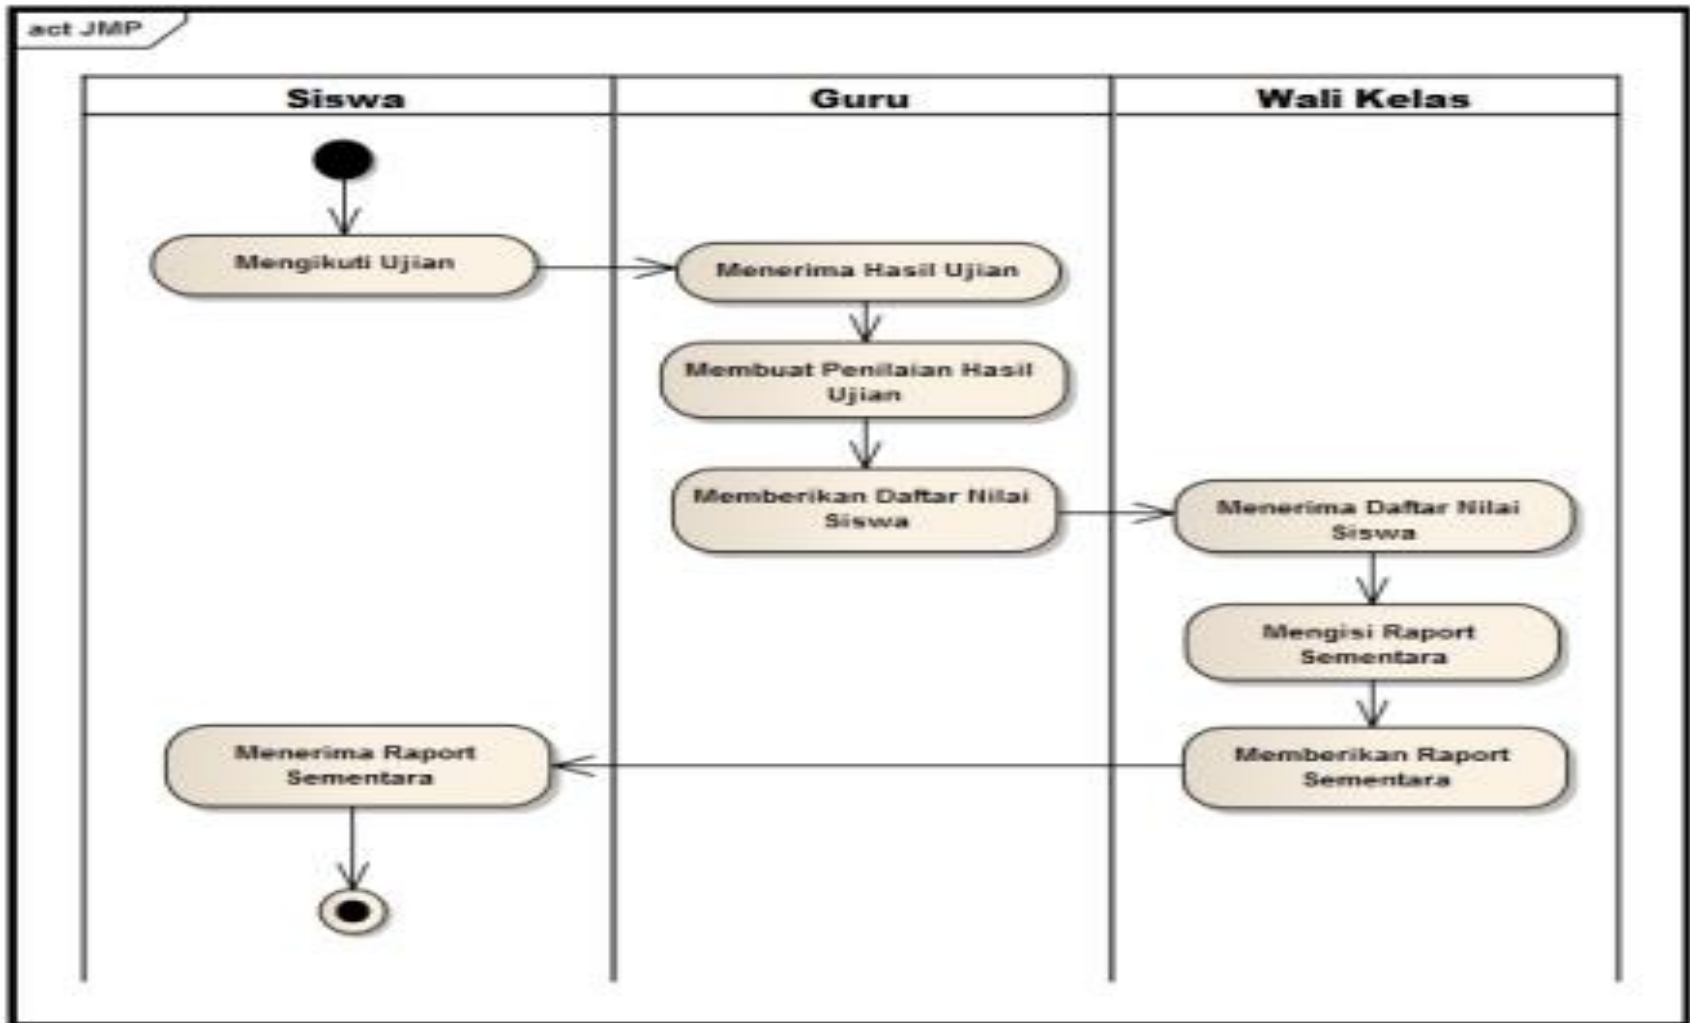 act JMP
Siswa
Guru
Wali Kelas
Mengikuti Ujian
Menerima Hasil Ujian
Membuat Penilaian Hasil
Ujian
Memberikan Daftar Nilai
Siswa
Menerima Daftar Nilai
Siswa
Mengisi Raport
Sementara
Memberikan Raport
Sementara
Menerima Raport
Sementara